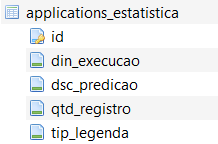 applications_estatistica
id
din_execucao
dsc_predicao
qtd_registro
tip_legenda